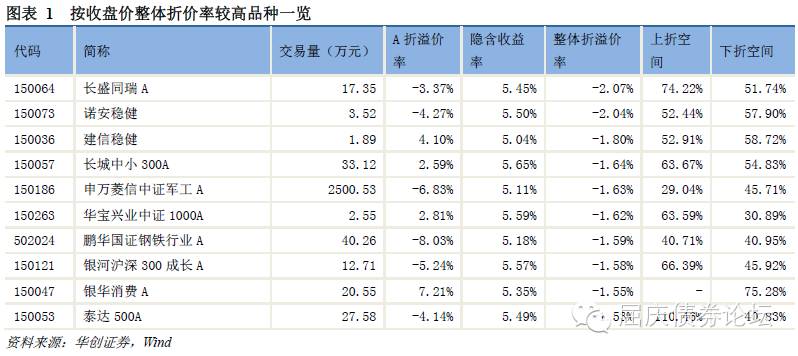 图表 1 按收盘价整体折价率较高品种一览
代码 简称 交易量（万元） A 折溢价率 隐含收益率 整体折溢价率 上折空间 下折空间
150064 长盛同瑞 A 17.35 -3.37% 5.45% -2.07% 74.22% 51.74%
150073 诺安稳健 3.52 -4.27% 5.50% -2.04% 52.44% 57.90%
150036 建信稳健 1.89 4.10% 5.04% -1.80% 52.91% 58.72%
150057 长城中小 300A 33.12 2.59% 5.65% -1.64% 63.67% 54.83%
150186 申万菱信中证军工 A 2500.53 -6.83% 5.11% -1.63% 29.04% 45.71%
150263 华宝兴业中证 1000A 2.55 2.81% 5.59% -1.62% 63.59% 30.89%
502024 鹏华国证钢铁行业 A 40.26 -8.03% 5.18% -1.59% 40.71% 40.95%
150121 银河沪深 300 成长 A 12.71 -5.24% 5.57% -1.58% 66.39% 45.92%
150047 银华消费 A 20.55 7.21% 5.35% -1.55% - 75.28%
150053 泰达 500A 27.58 -4.14% 5.49%
屈庆债券论坛
资料来源：华创证券，Wind